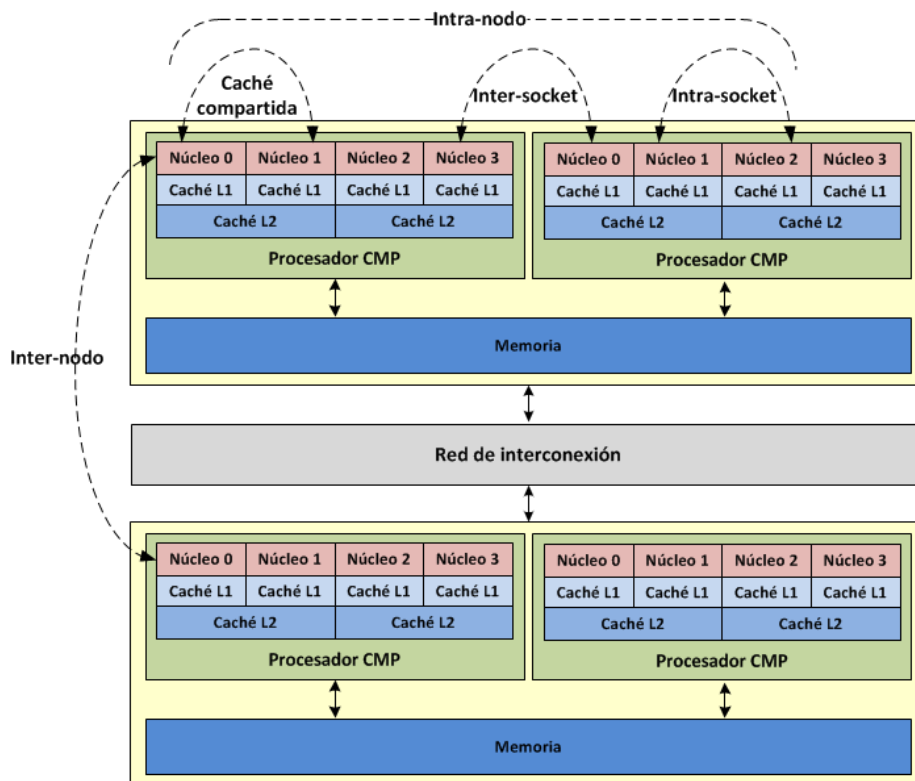 Intra-nodo
Caché
compartida
Inter-socket
Intra-socket
Núcleo 0 Núcleo 1 Núcleo 2 Núcleo 3
Caché L1 Caché L1 Caché L1 Caché L1
Caché L2 Caché L2
Procesador CMP
Núcleo 0 Núcleo 1 Núcleo 2 Núcleo 3
Caché L1 Caché L1 Caché L1 Caché L1
Caché L2 Caché L2
Procesador CMP
Memoria
Inter-nodo
Red de interconexión
Núcleo 0 Núcleo 1 Núcleo 2 Núcleo 3
Caché L1 Caché L1 Caché L1 Caché L1
Caché L2 Caché L2
Procesador CMP
Núcleo 0 Núcleo 1 Núcleo 2 Núcleo 3
Caché L1 Caché L1 Caché L1 Caché L1
Caché L2 Caché L2
Procesador CMP
Memoria